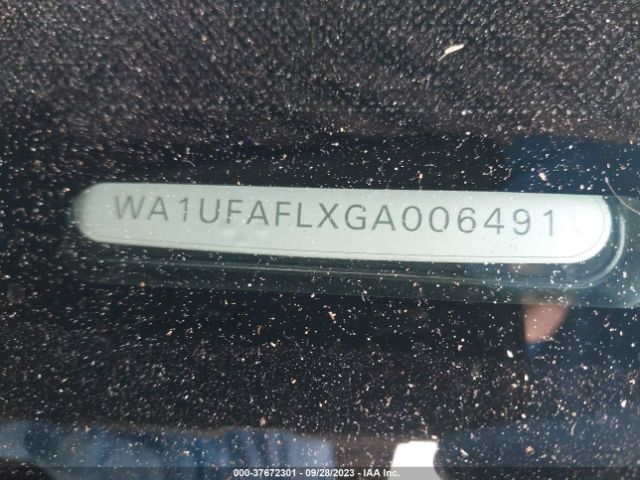 WA1UFAFLXGA006491
000-37672301 - 09/28/2023 - IAA Inc.